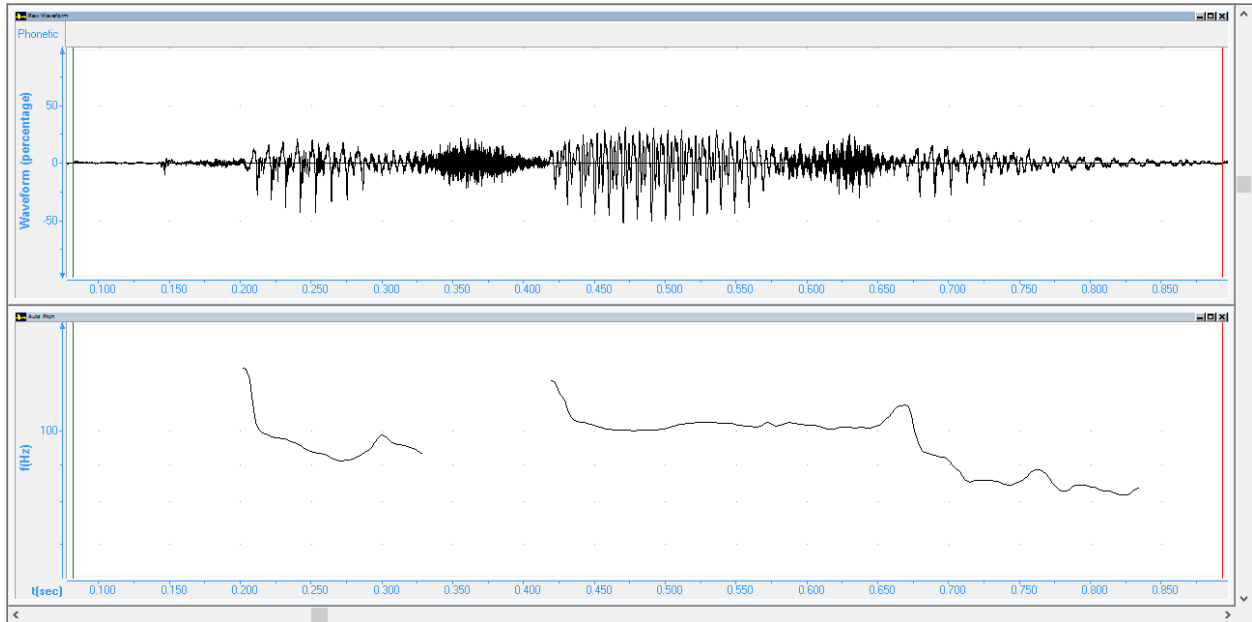 Raw Waveform
Phonetic
Waveform (percentage)
50
0
-50
0.100 0.150 0.200 0.250 0.300 0.350 0.400 0.450 0.500 0.550 0.600 0.650 0.700 0.750 0.800 0.850
Auto Pitch
f(Hz)
100
t(sec) 0.100 0.150 0.200 0.250 0.300 0.350 0.400 0.450 0.500 0.550 0.600 0.650 0.700 0.750 0.800 0.850